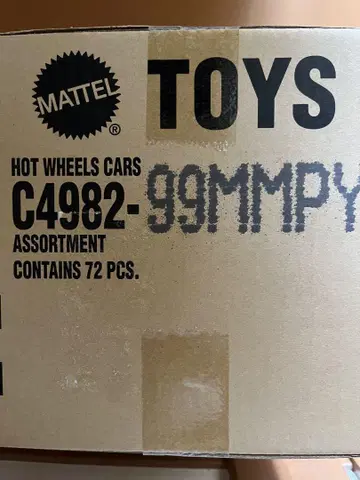 MATTEL® TOYS
HOT WHEELS CARS
C4982-99MMPY
ASSORTMENT
CONTAINS 72 PCS.